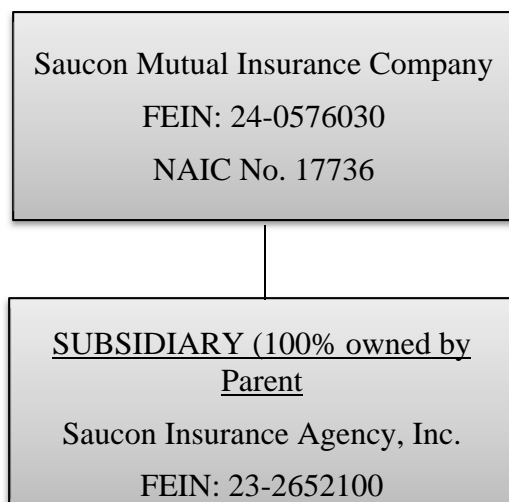 Saucon Mutual Insurance Company
FEIN: 24-0576030
NAIC No. 17736
SUBSIDIARY (100% owned by
Parent
Saucon Insurance Agency, Inc.
FEIN: 23-2652100